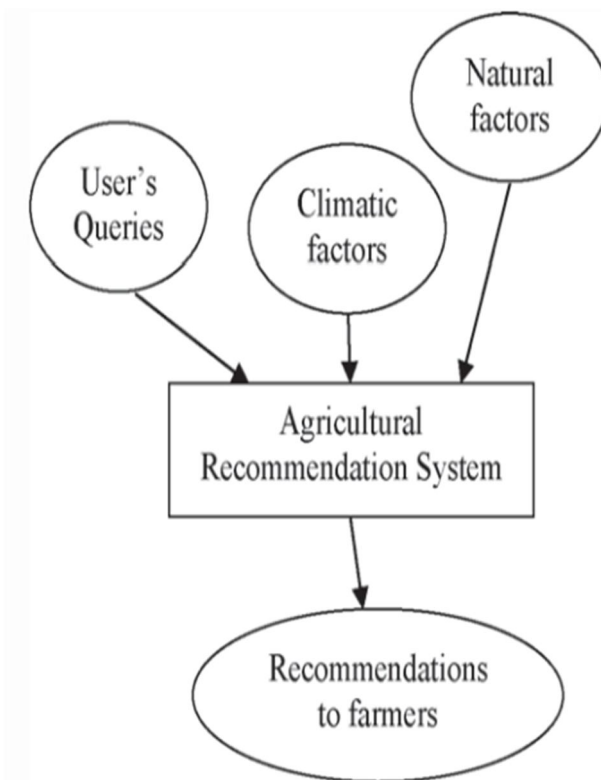 Natural
factors
User's
Queries
Climatic
factors
Agricultural
Recommendation System
Recommendations
to farmers